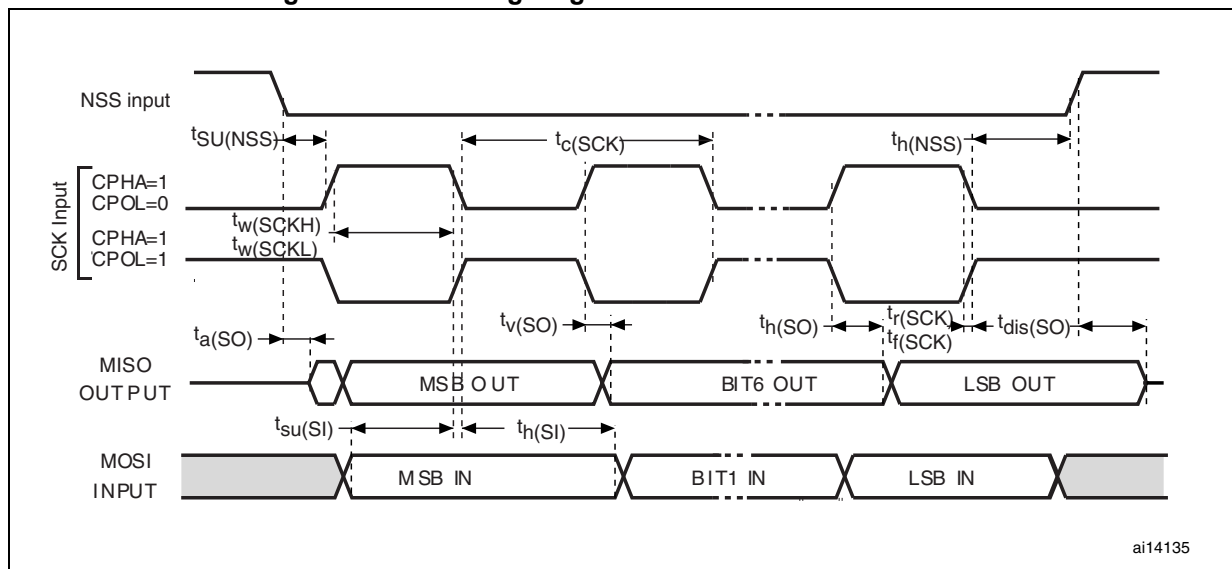 NSS input
tSU(NSS)
tc(SCK)
th(NSS)
SCK Input
CPHA=1
CPOL=0
tw(SCKH)
CPHA=1
tw(SCKL)
CPOL=1
ta(SO)
tv(SO)
th(SO)
tr(SCK)
tf(SCK)
tdis(SO)
MISO
OUTPUT
MSB OUT
BIT6 OUT
LSB OUT
tsu(SI)
th(SI)
MOSI
INPUT
MSB IN
BIT1 IN
LSB IN
ai14135